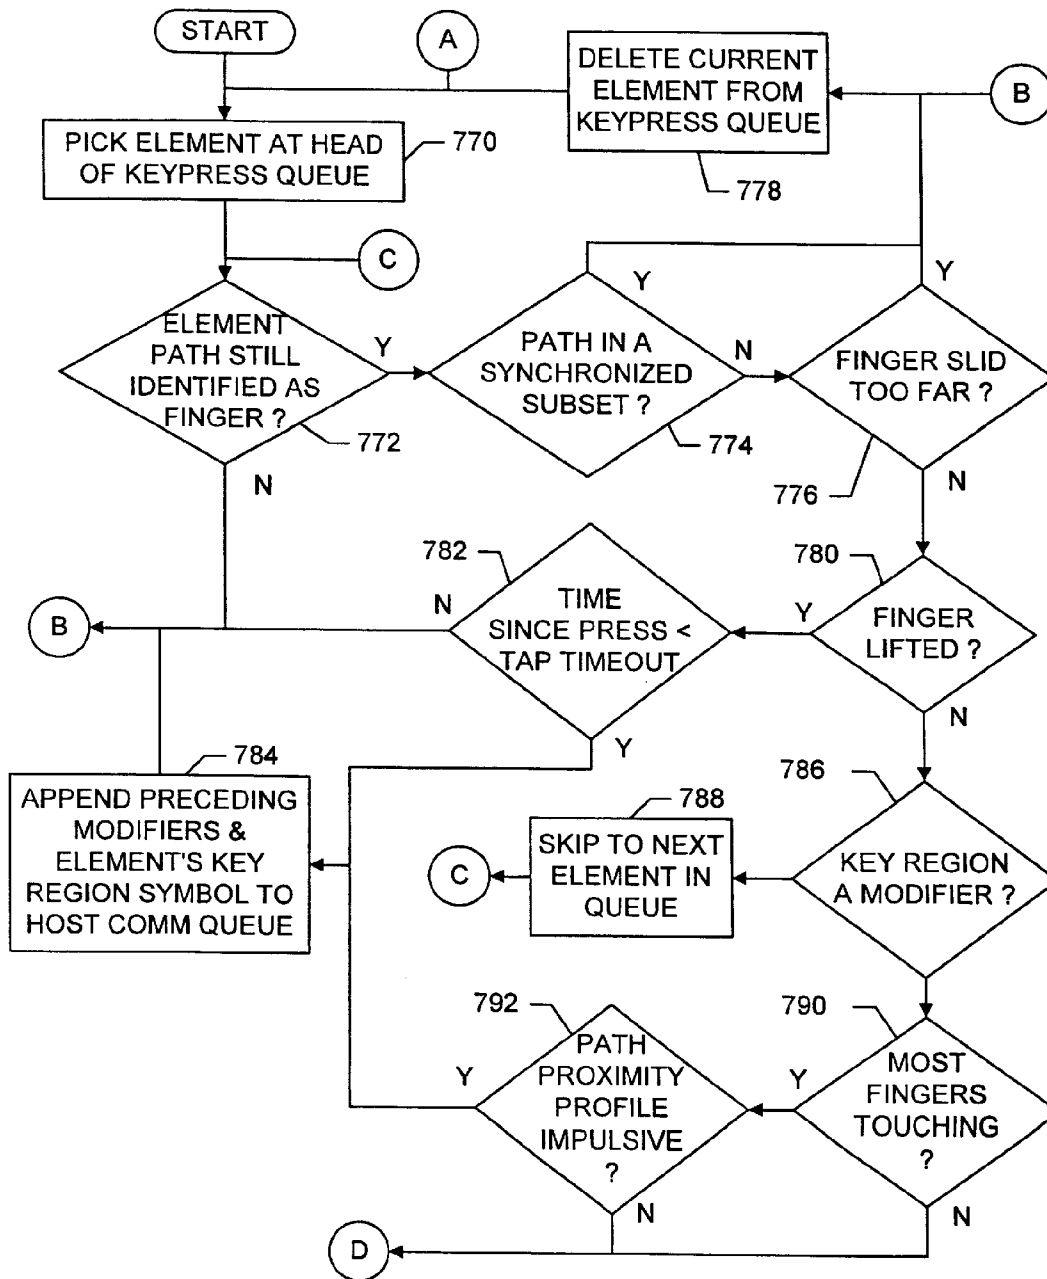 START
A
DELETE CURRENT
ELEMENT FROM
KEYPRESS QUEUE
B
PICK ELEMENT AT HEAD
OF KEYPRESS QUEUE
770
778
C
ELEMENT
PATH STILL
IDENTIFIED AS
FINGER ?
Y
772
N
PATH IN A
SYNCHRONIZED
SUBSET ?
Y
N
774
FINGER SLID
TOO FAR ?
Y
776
N
782
TIME
SINCE PRESS <
TAP TIMEOUT
N
Y
780
FINGER
LIFTED ?
Y
N
B
784
APPEND PRECEDING
MODIFIERS &
ELEMENT'S KEY
REGION SYMBOL TO
HOST COMM QUEUE
C
788
SKIP TO NEXT
ELEMENT IN
QUEUE
786
KEY REGION
A MODIFIER ?
792
PATH
PROXIMITY
PROFILE
IMPULSIVE
?
Y
N
790
MOST
FINGERS
TOUCHING
?
Y
N
D